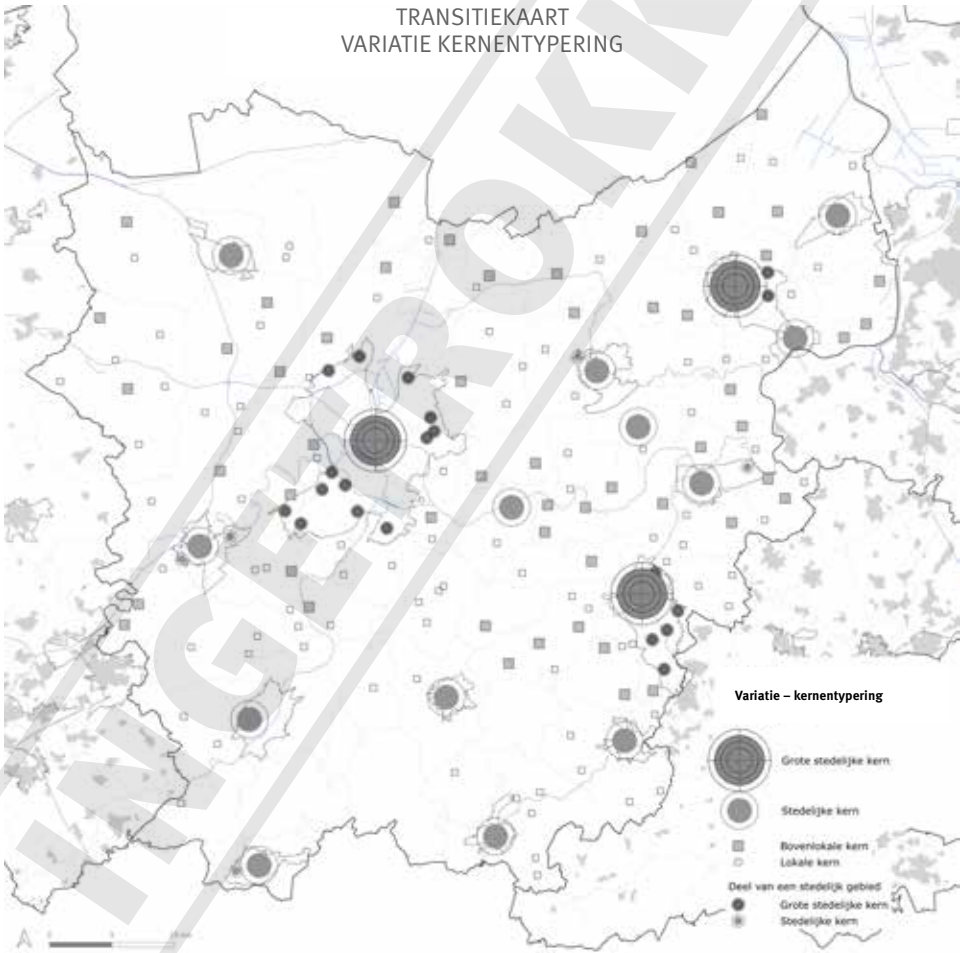 TRANSITIEKAART
VARIATIE KERNENTYPERING
INGETROKK
Variatie – kernentypering
Grote stedelijke kern
Stedelijke kern
Bovenlokale kern
Lokale kern
Deel van een stedelijk gebied
Grote stedelijke kern
Stedelijke kern